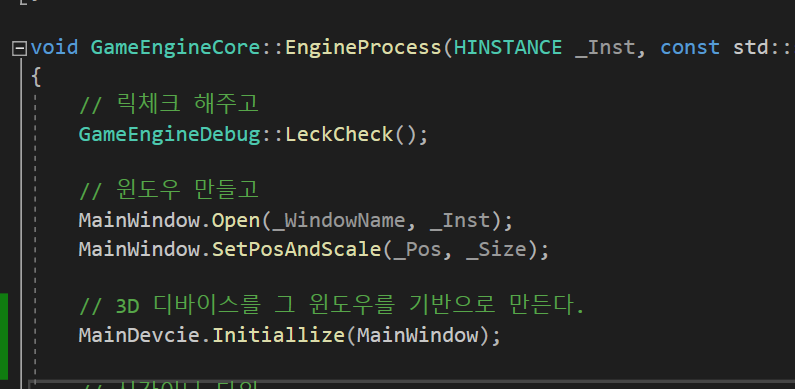 void GameEngineCore::EngineProcess(HINSTANCE _Inst, const std::
{
// 릭체크 해주고
GameEngineDebug::LeckCheck();
// 윈도우 만들고
MainWindow.Open(_WindowName, _Inst);
MainWindow.SetPosAndScale(_Pos, _Size);
// 3D 디바이스를 그 윈도우를 기반으로 만든다.
MainDevcie.Initiallize(MainWindow);